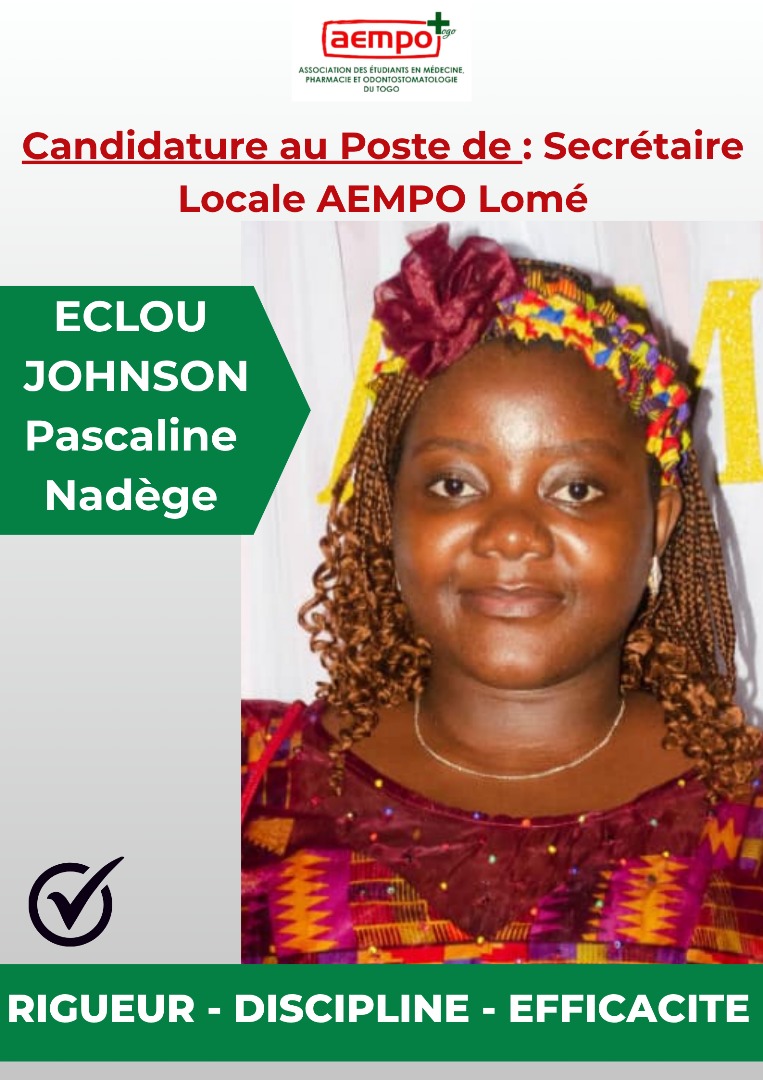 aempo
Togo
ASSOCIATION DES ÉTUDIANTS EN MÉDECINE,
PHARMACIE ET ODONTOSTOMATOLOGIE
DU TOGO
Candidature au Poste de : Secrétaire
Locale AEMPO Lomé
ECLOU
JOHNSON
Pascaline
Nadège
RIGUEUR - DISCIPLINE - EFFICACITE